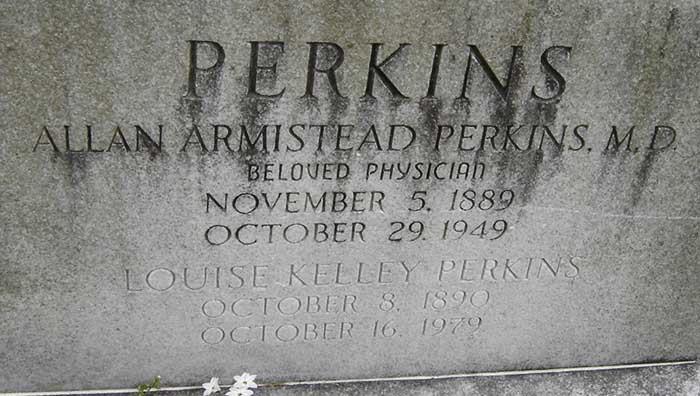 PERKINS
ALLAN ARMISTEAD PERKINS, M.D.
BELOVED PHYSICIAN
NOVEMBER 5, 1889
OCTOBER 29, 1949
LOUISE KELLEY PERKINS
OCTOBER 8, 1890
OCTOBER 16, 1979